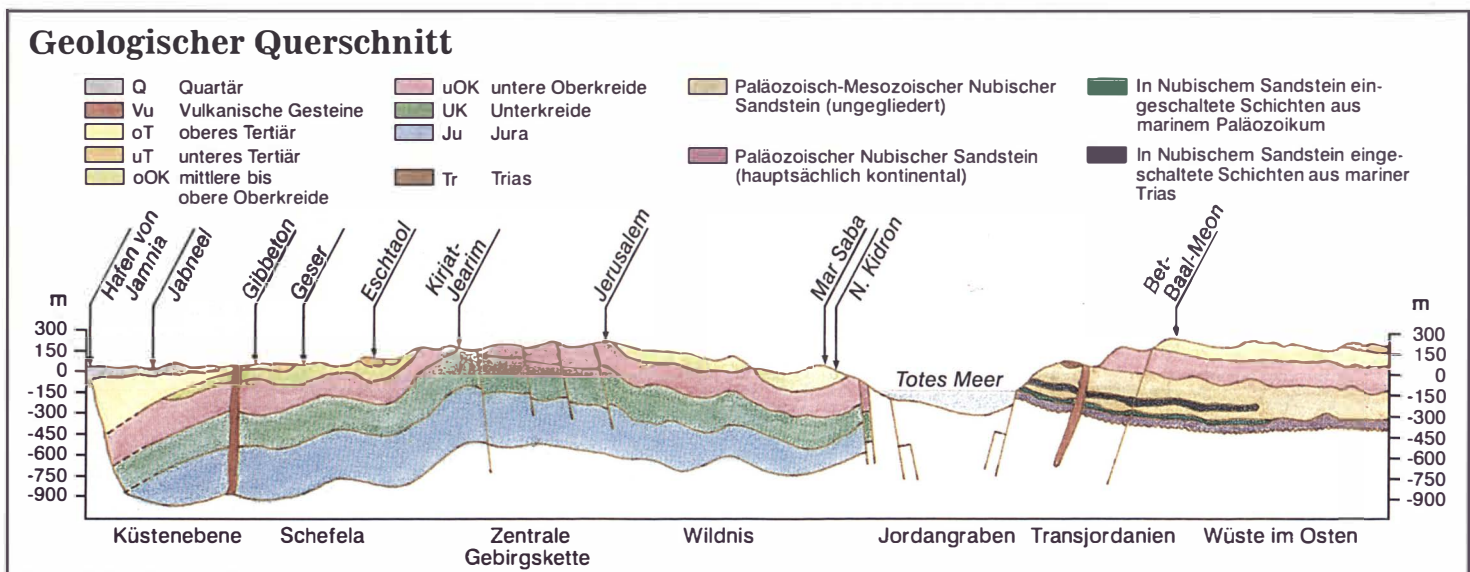 Geologischer Querschnitt
Q Quartär
Vu Vulkanische Gesteine
oT oberes Tertiär
uT unteres Tertiär
oOK mittlere bis
obere Oberkreide
uOK untere Oberkreide
UK Unterkreide
Ju Jura
Tr Trias
Paläozoisch-Mesozoischer Nubischer
Sandstein (ungegliedert)
Paläozoischer Nubischer Sandstein
(hauptsächlich kontinental)
In Nubischem Sandstein ein-
geschaltete Schichten aus
marinem Paläozoikum
In Nubischem Sandstein einge-
schaltete Schichten aus mariner
Trias
Hafen von
Jamnia
Jabneel
Gibbeton
Geser
Eschtaol
Kirjat-
Jearim
Jerusalem
Mar Saba
N. Kidron
Bet-
Baal-Meon
m
300
150
0
-150
-300
-450
-600
-750
-900
Totes Meer
m
300
150
0
-150
-300
-450
-600
-750
-900
Küstenebene
Schefela
Zentrale
Gebirgskette
Wildnis
Jordangraben
Transjordanien
Wüste im Osten